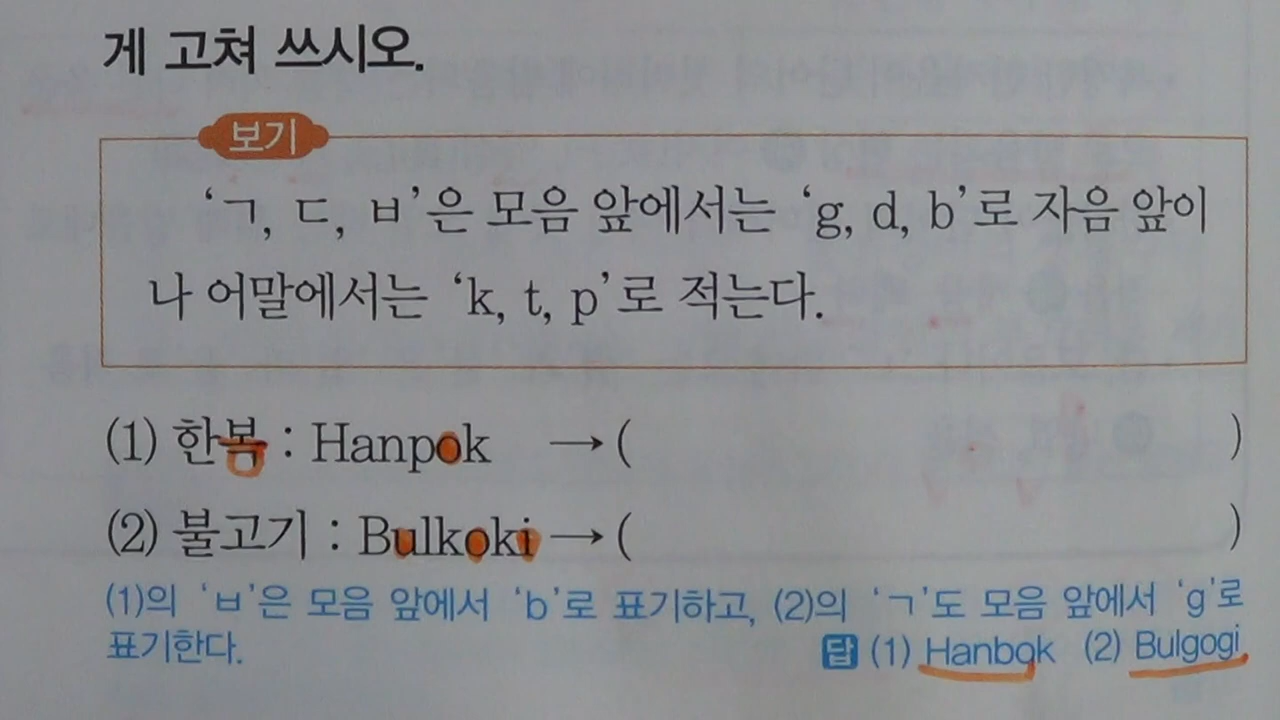 게 고쳐 쓰시오.
보기
‘ㄱ, ㄷ, ㅂ’은 모음 앞에서는 ‘g, d, b’로 자음 앞이
나 어말에서는 ‘k, t, p’로 적는다.
(1) 한복 : Hanpok → ( )
(2) 불고기 : Bulkoki → ( )
(1)의 ‘ㅂ’은 모음 앞에서 ‘b’로 표기하고, (2)의 ‘ㄱ’도 모음 앞에서 ‘g’로
표기한다. 답 (1) Hanbok (2) Bulgogi